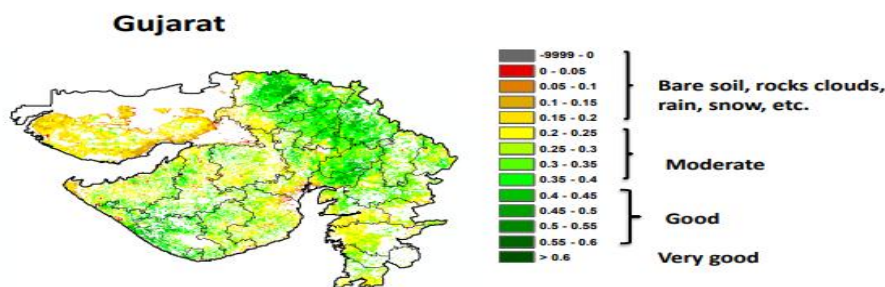 Gujarat
-9999 - 0
0 - 0.05
0.05 - 0.1
0.1 - 0.15
0.15 - 0.2
0.2 - 0.25
0.25 - 0.3
0.3 - 0.35
0.35 - 0.4
0.4 - 0.45
0.45 - 0.5
0.5 - 0.55
0.55 - 0.6
> 0.6
Bare soil, rocks clouds,
rain, snow, etc.
Moderate
Good
Very good